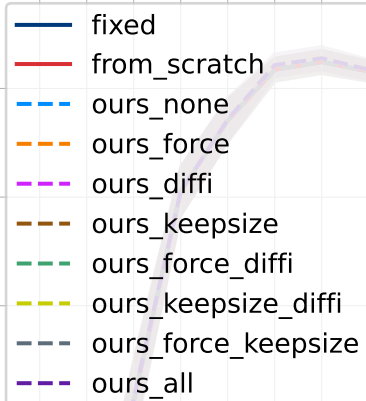 fixed
from_scratch
ours_none
ours_force
ours_diffi
ours_keepsize
ours_force_diffi
ours_keepsize_diffi
ours_force_keepsize
ours_all